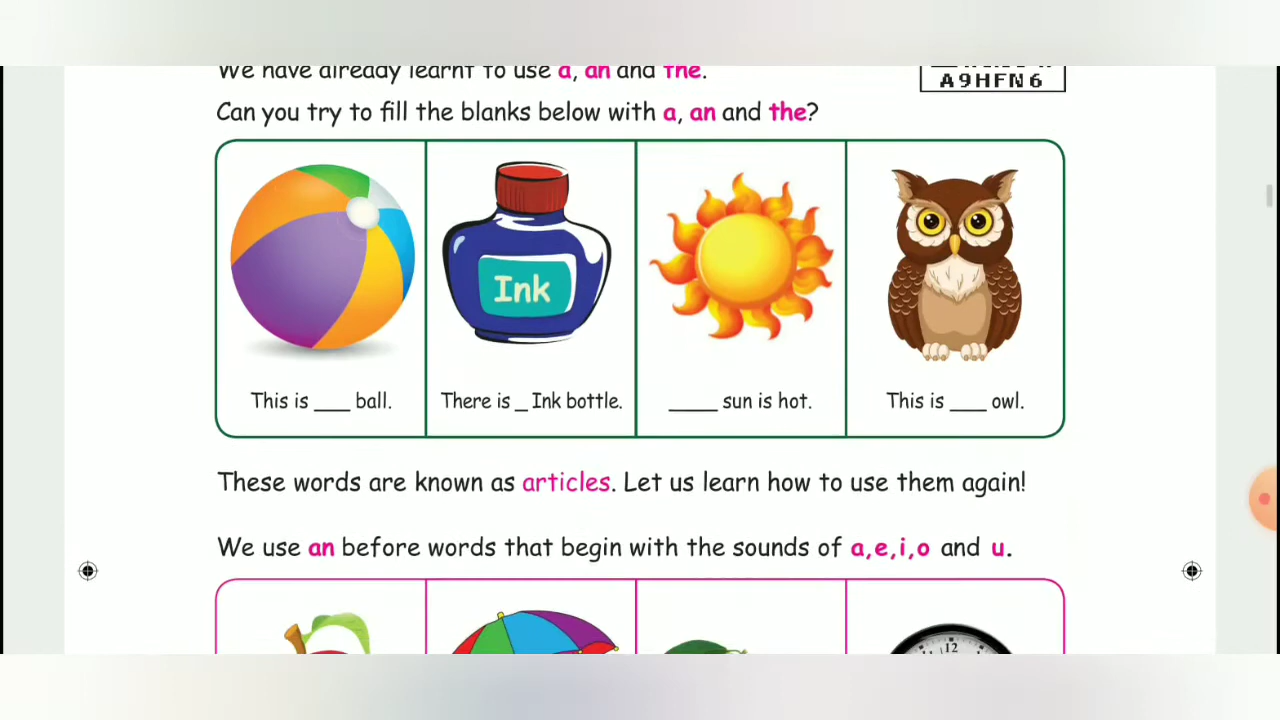 We have already learnt to use a, an and the.
A9HFN6
Can you try to fill the blanks below with a, an and the?
Ink
This is ___ ball.
There is _ Ink bottle.
____ sun is hot.
This is ___ owl.
These words are known as articles. Let us learn how to use them again!
We use an before words that begin with the sounds of a,e,i,o and u.
12